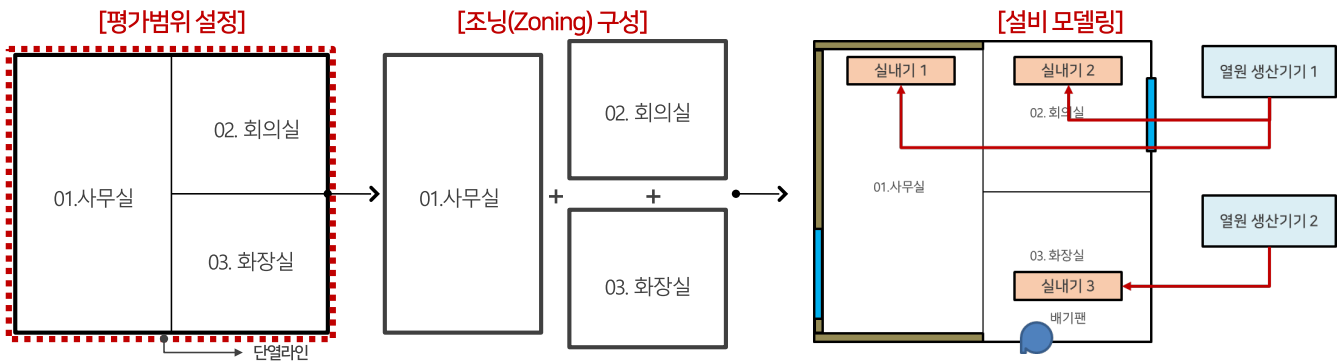 [평가범위 설정]
01.사무실
02. 회의실
03. 화장실
단열라인
[조닝(Zoning) 구성]
01.사무실
02. 회의실
+
+
03. 화장실
[설비 모델링]
실내기 1
실내기 2
02. 회의실
01.사무실
03. 화장실
실내기 3
배기팬
열원 생산기기 1
열원 생산기기 2